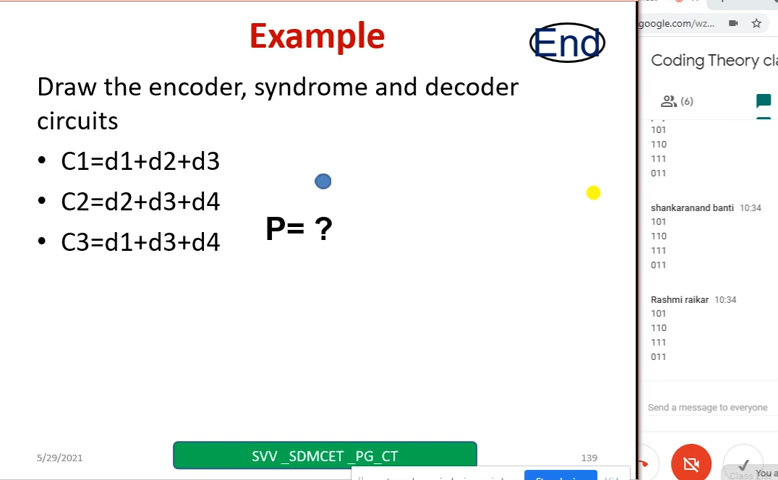 Example
End
Draw the encoder, syndrome and decoder
circuits
• C1=d1+d2+d3
• C2=d2+d3+d4
• C3=d1+d3+d4
P= ?
5/29/2021
SVV _SDMCET _PG_CT
139
google.com/wz...
Coding Theory cla
(6)
101
110
111
011
shankaranand banti 10:34
101
110
111
011
Rashmi raikar 10:34
101
110
111
011
Send a message to everyone
You a